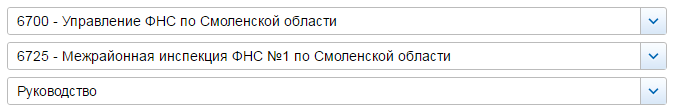 6700 - Управление ФНС по Смоленской области
6725 - Межрайонная инспекция ФНС №1 по Смоленской области
Руководство